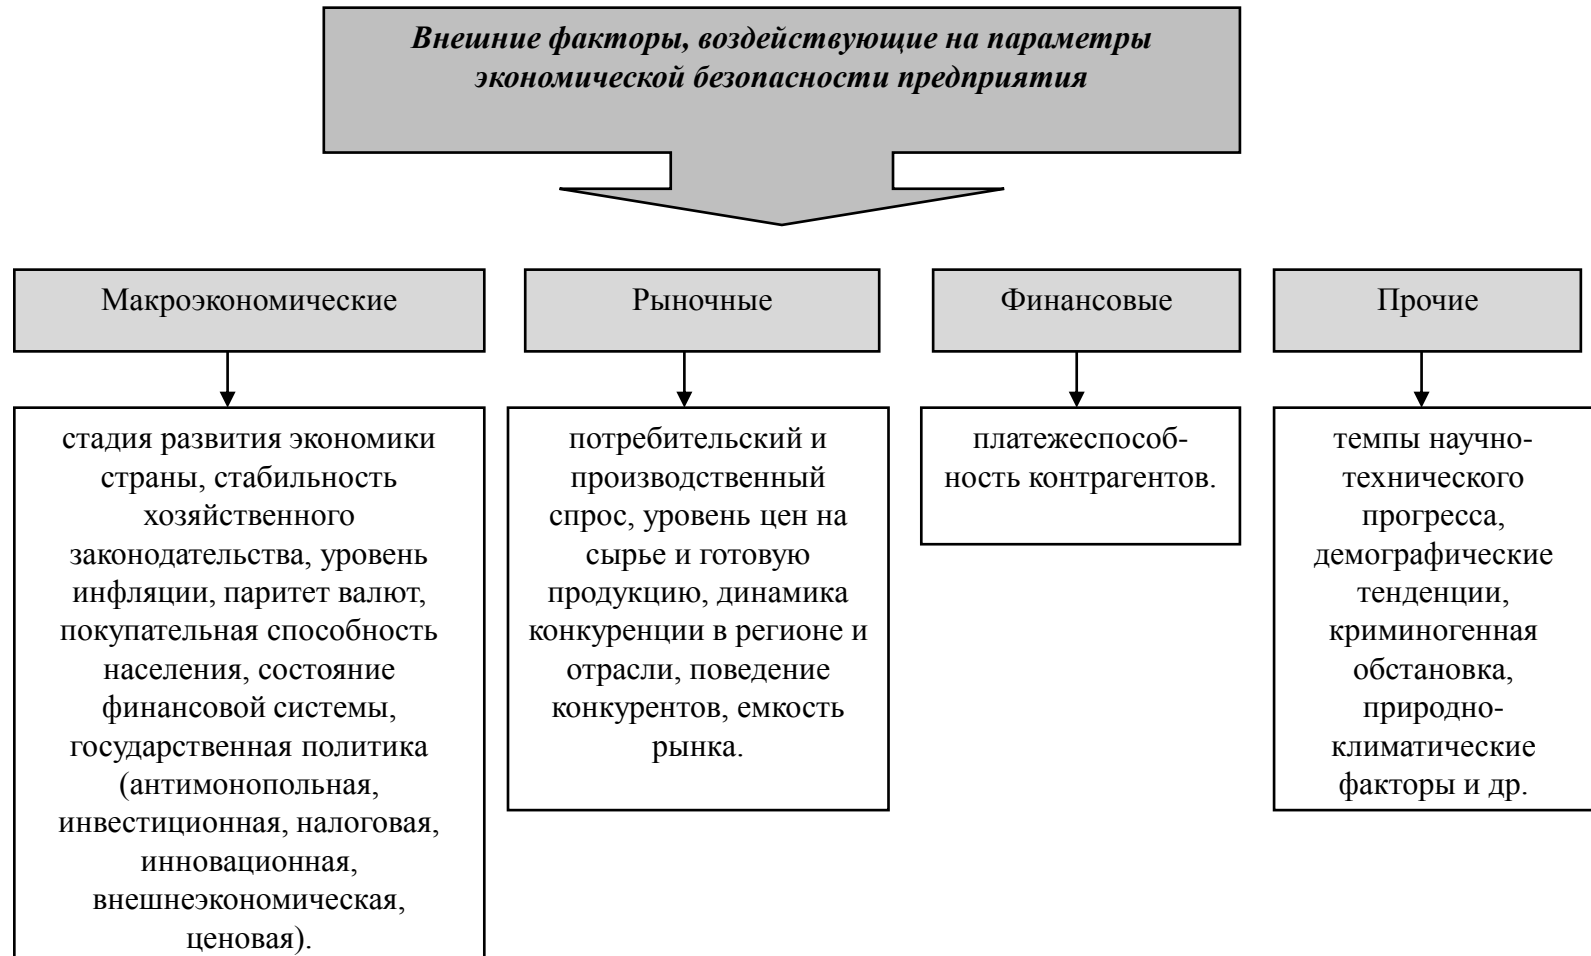 Внешние факторы, воздействующие на параметры
экономической безопасности предприятия
Макроэкономические
Рыночные
Финансовые
Прочие
стадия развития экономики
страны, стабильность
хозяйственного
законодательства, уровень
инфляции, паритет валют,
покупательная способность
населения, состояние
финансовой системы,
государственная политика
(антимонопольная,
инвестиционная, налоговая,
инновационная,
внешнеэкономическая,
ценовая).
потребительский и
производственный
спрос, уровень цен на
сырье и готовую
продукцию, динамика
конкуренции в регионе и
отрасли, поведение
конкурентов, емкость
рынка.
платежеспособ-
ность контрагентов.
темпы научно-
технического
прогресса,
демографические
тенденции,
криминогенная
обстановка,
природно-
климатические
факторы и др.